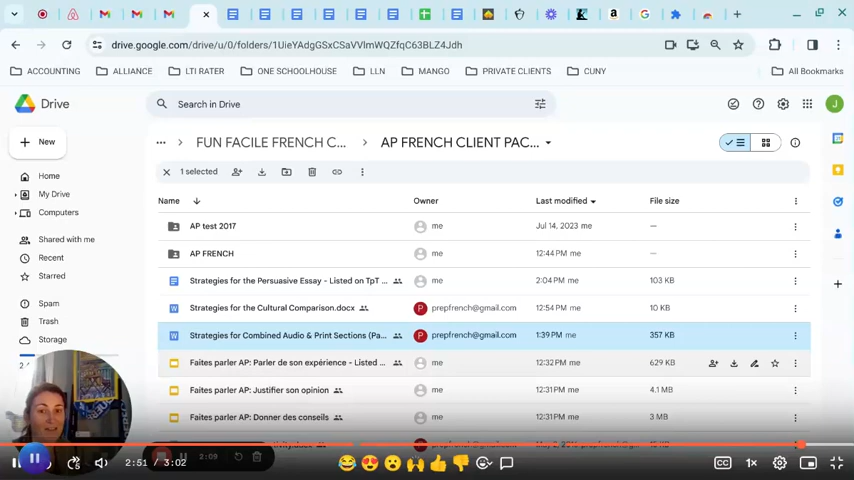 drive.google.com/drive/u/0/folders/1UieYAdgGSxCSaVVlmWQZfqC63BLZ4Jdh
ACCOUNTING
ALLIANCE
LTI RATER
ONE SCHOOLHOUSE
LLN
MANGO
PRIVATE CLIENTS
CUNY
All Bookmarks
Drive
Search in Drive
J
New
... > FUN FACILE FRENCH C... > AP FRENCH CLIENT PAC...
1 selected
Home
My Drive
Computers
Shared with me
Recent
Starred
Spam
Trash
Storage
Name Owner Last modified File size
AP test 2017 me Jul 14, 2023 me —
AP FRENCH me 12:44 PM me —
Strategies for the Persuasive Essay - Listed on TpT ... me 2:04 PM me 103 KB
Strategies for the Cultural Comparison.docx P prepfrench@gmail.com 12:54 PM me 10 KB
Strategies for Combined Audio & Print Sections (Pa... P prepfrench@gmail.com 1:39 PM me 357 KB
Faites parler AP: Parler de son expérience - Listed ... me 12:32 PM me 629 KB
Faites parler AP: Justifier son opinion me 12:31 PM me 4.1 MB
Faites parler AP: Donner des conseils me 12:31 PM me 3 MB
2:09
2:51 / 3:02
CC
1×